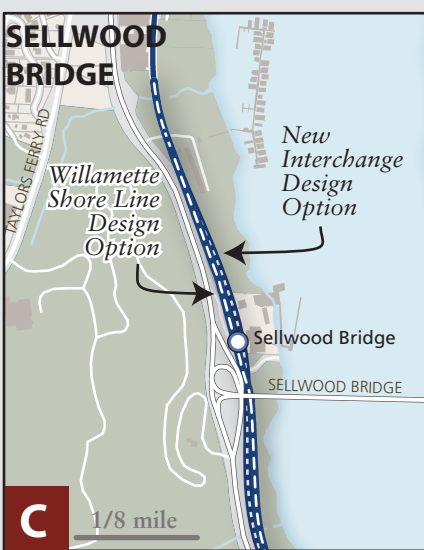 SELLWOOD
BRIDGE
TAYLORS FERRY RD
New
Interchange
Design
Option
Willamette
Shore Line
Design
Option
Sellwood Bridge
SELLWOOD BRIDGE
C
1/8 mile